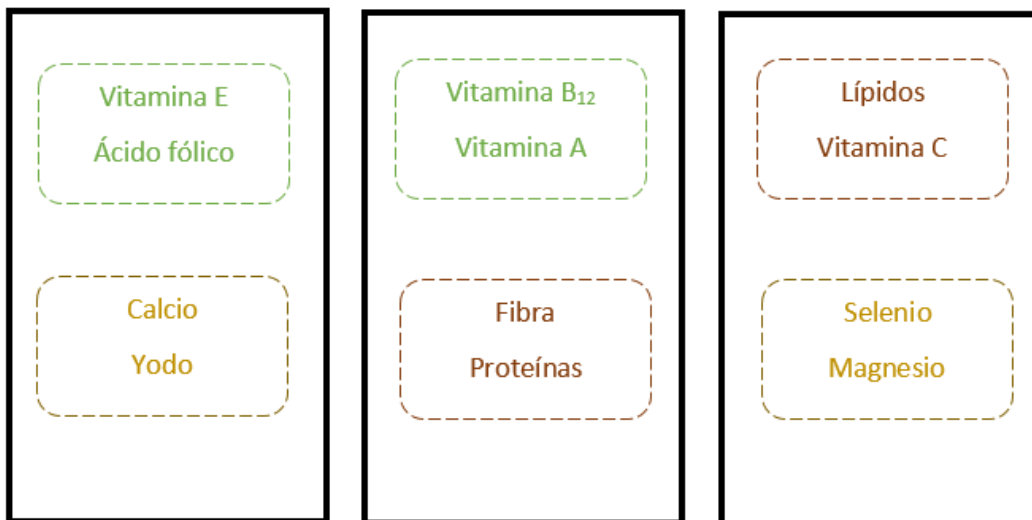 Vitamina E
Ácido fólico
Calcio
Yodo
Vitamina B₁₂
Vitamina A
Fibra
Proteínas
Lípidos
Vitamina C
Selenio
Magnesio